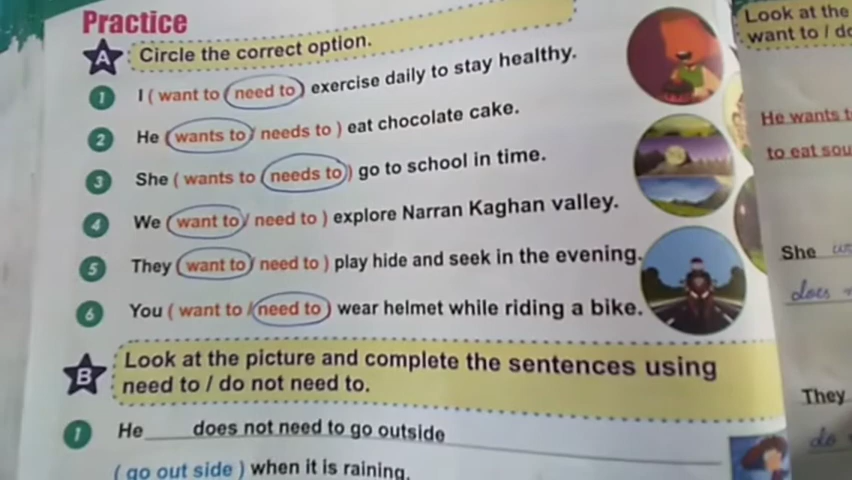 Practice
A Circle the correct option.
1 I ( want to / need to ) exercise daily to stay healthy.
2 He ( wants to / needs to ) eat chocolate cake.
3 She ( wants to / needs to ) go to school in time.
4 We ( want to / need to ) explore Narran Kaghan valley.
5 They ( want to / need to ) play hide and seek in the evening.
6 You ( want to / need to ) wear helmet while riding a bike.
B Look at the picture and complete the sentences using
need to / do not need to.
1 He does not need to go outside
( go out side ) when it is raining.
Look at the
want to / do
He wants t
to eat sou
She
does
They
do